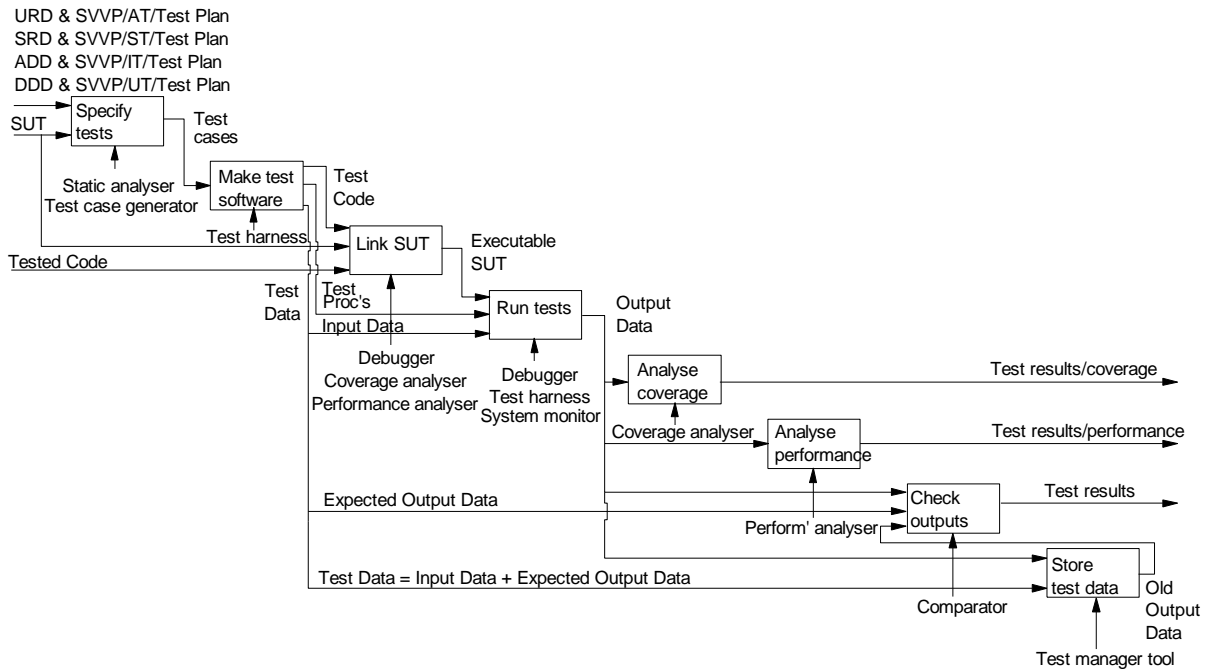 URD & SVVP/AT/Test Plan
SRD & SVVP/ST/Test Plan
ADD & SVVP/IT/Test Plan
DDD & SVVP/UT/Test Plan
SUT
Specify
tests
Test
cases
Static analyser
Test case generator
Make test
software
Test
Code
Test harness
Link SUT
Executable
SUT
Tested Code
Test
Data
Test
Proc's
Input Data
Run tests
Output
Data
Debugger
Coverage analyser
Performance analyser
Debugger
Test harness
System monitor
Analyse
coverage
Test results/coverage
Coverage analyser
Analyse
performance
Test results/performance
Expected Output Data
Perform' analyser
Check
outputs
Test results
Test Data = Input Data + Expected Output Data
Comparator
Store
test data
Old
Output
Data
Test manager tool